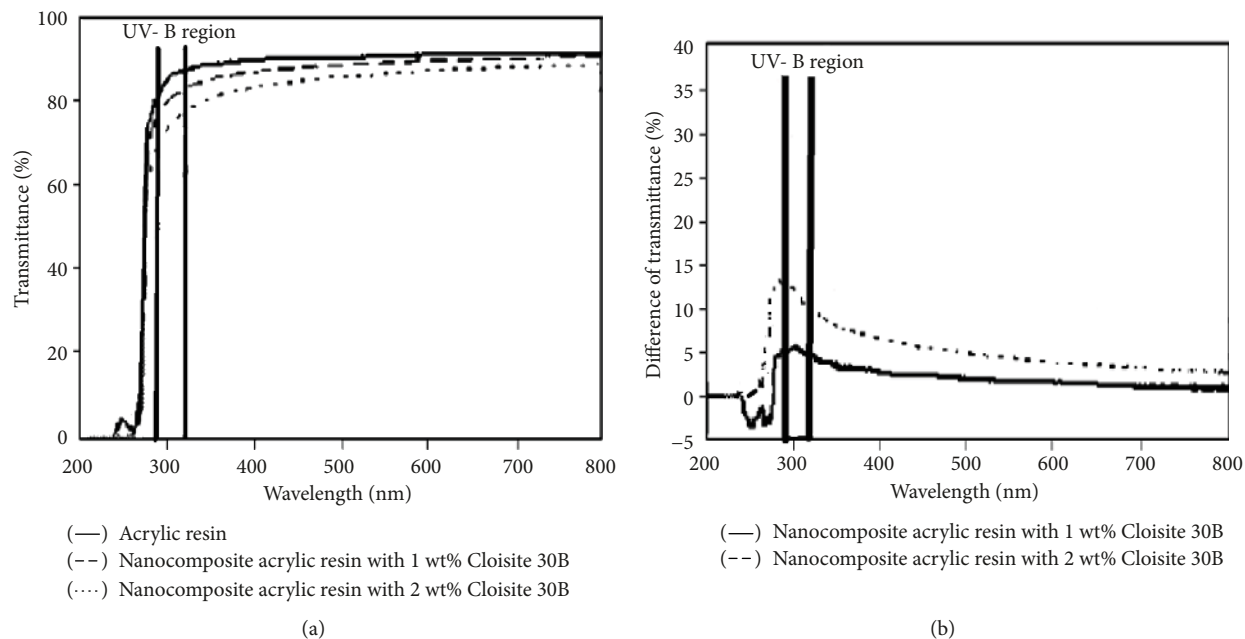 100
80
60
40
20
0
Transmittance (%)
UV- B region
200 300 400 500 600 700 800
Wavelength (nm)
(—) Acrylic resin
(– –) Nanocomposite acrylic resin with 1 wt% Cloisite 30B
(····) Nanocomposite acrylic resin with 2 wt% Cloisite 30B
(a)
40
35
30
25
20
15
10
5
0
−5
Difference of transmittance (%)
UV- B region
200 300 400 500 600 700 800
Wavelength (nm)
(—) Nanocomposite acrylic resin with 1 wt% Cloisite 30B
(– –) Nanocomposite acrylic resin with 2 wt% Cloisite 30B
(b)